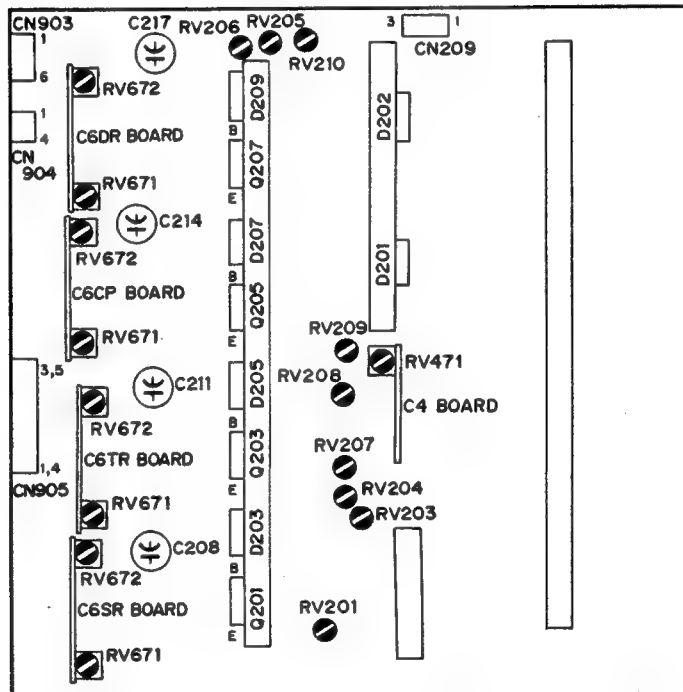 CN903
1
6
C217
RV206
RV205
RV210
3
1
CN209
RV672
C6DR BOARD
1
4
CN
904
RV671
D209
B
Q207
E
D202
C214
RV672
C6CP BOARD
RV671
D207
B
Q205
E
D201
RV209
RV471
RV208
C4 BOARD
3,5
1,4
CN905
C211
RV672
C6TR BOARD
RV671
D205
B
Q203
E
RV207
RV204
RV203
C208
RV672
C6SR BOARD
RV671
D203
B
Q201
E
RV201